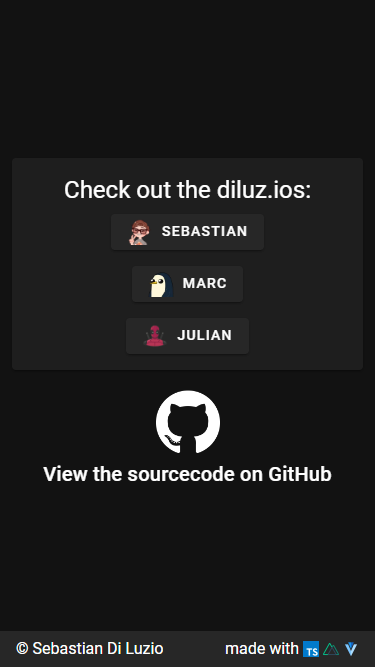 Check out the diluz.ios:
SEBASTIAN
MARC
JULIAN
View the sourcecode on GitHub
© Sebastian Di Luzio made with TS